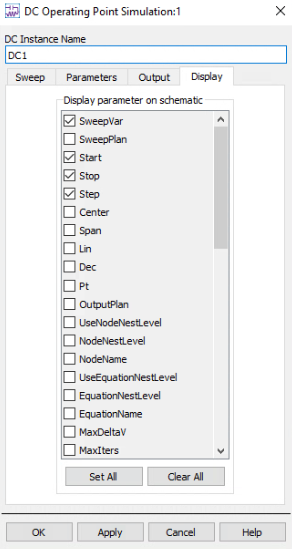 DC Operating Point Simulation:1
DC Instance Name
DC1
Sweep Parameters Output Display
Display parameter on schematic
SweepVar
SweepPlan
Start
Stop
Step
Center
Span
Lin
Dec
Pt
OutputPlan
UseNodeNestLevel
NodeNestLevel
NodeName
UseEquationNestLevel
EquationNestLevel
EquationName
MaxDeltaV
MaxIters
Set All Clear All
OK Apply Cancel Help